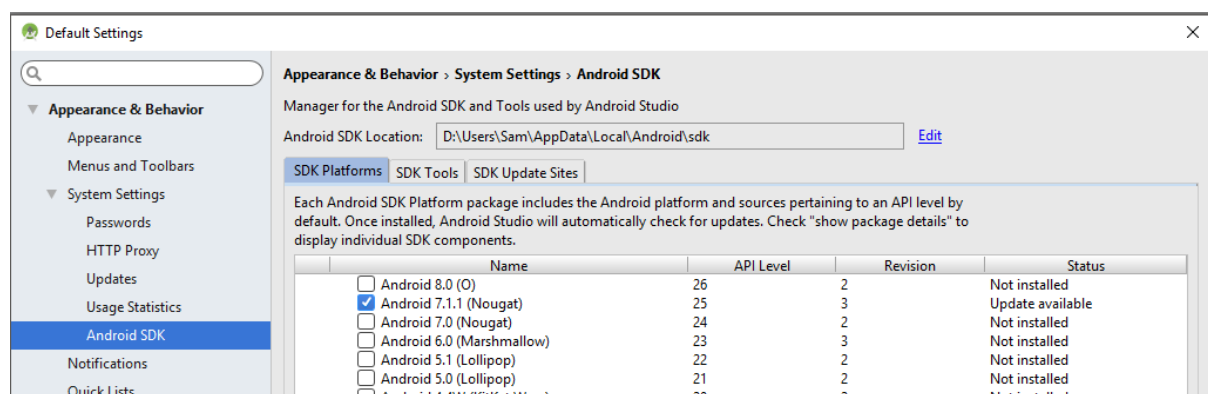 Default Settings
Appearance & Behavior › System Settings › Android SDK
Manager for the Android SDK and Tools used by Android Studio
Android SDK Location: D:\Users\Sam\AppData\Local\Android\sdk Edit
SDK Platforms SDK Tools SDK Update Sites
Each Android SDK Platform package includes the Android platform and sources pertaining to an API level by
default. Once installed, Android Studio will automatically check for updates. Check "show package details" to
display individual SDK components.
Name API Level Revision Status
Android 8.0 (O) 26 2 Not installed
Android 7.1.1 (Nougat) 25 3 Update available
Android 7.0 (Nougat) 24 2 Not installed
Android 6.0 (Marshmallow) 23 3 Not installed
Android 5.1 (Lollipop) 22 2 Not installed
Android 5.0 (Lollipop) 21 2 Not installed
Appearance & Behavior
Appearance
Menus and Toolbars
System Settings
Passwords
HTTP Proxy
Updates
Usage Statistics
Android SDK
Notifications
Quick Lists